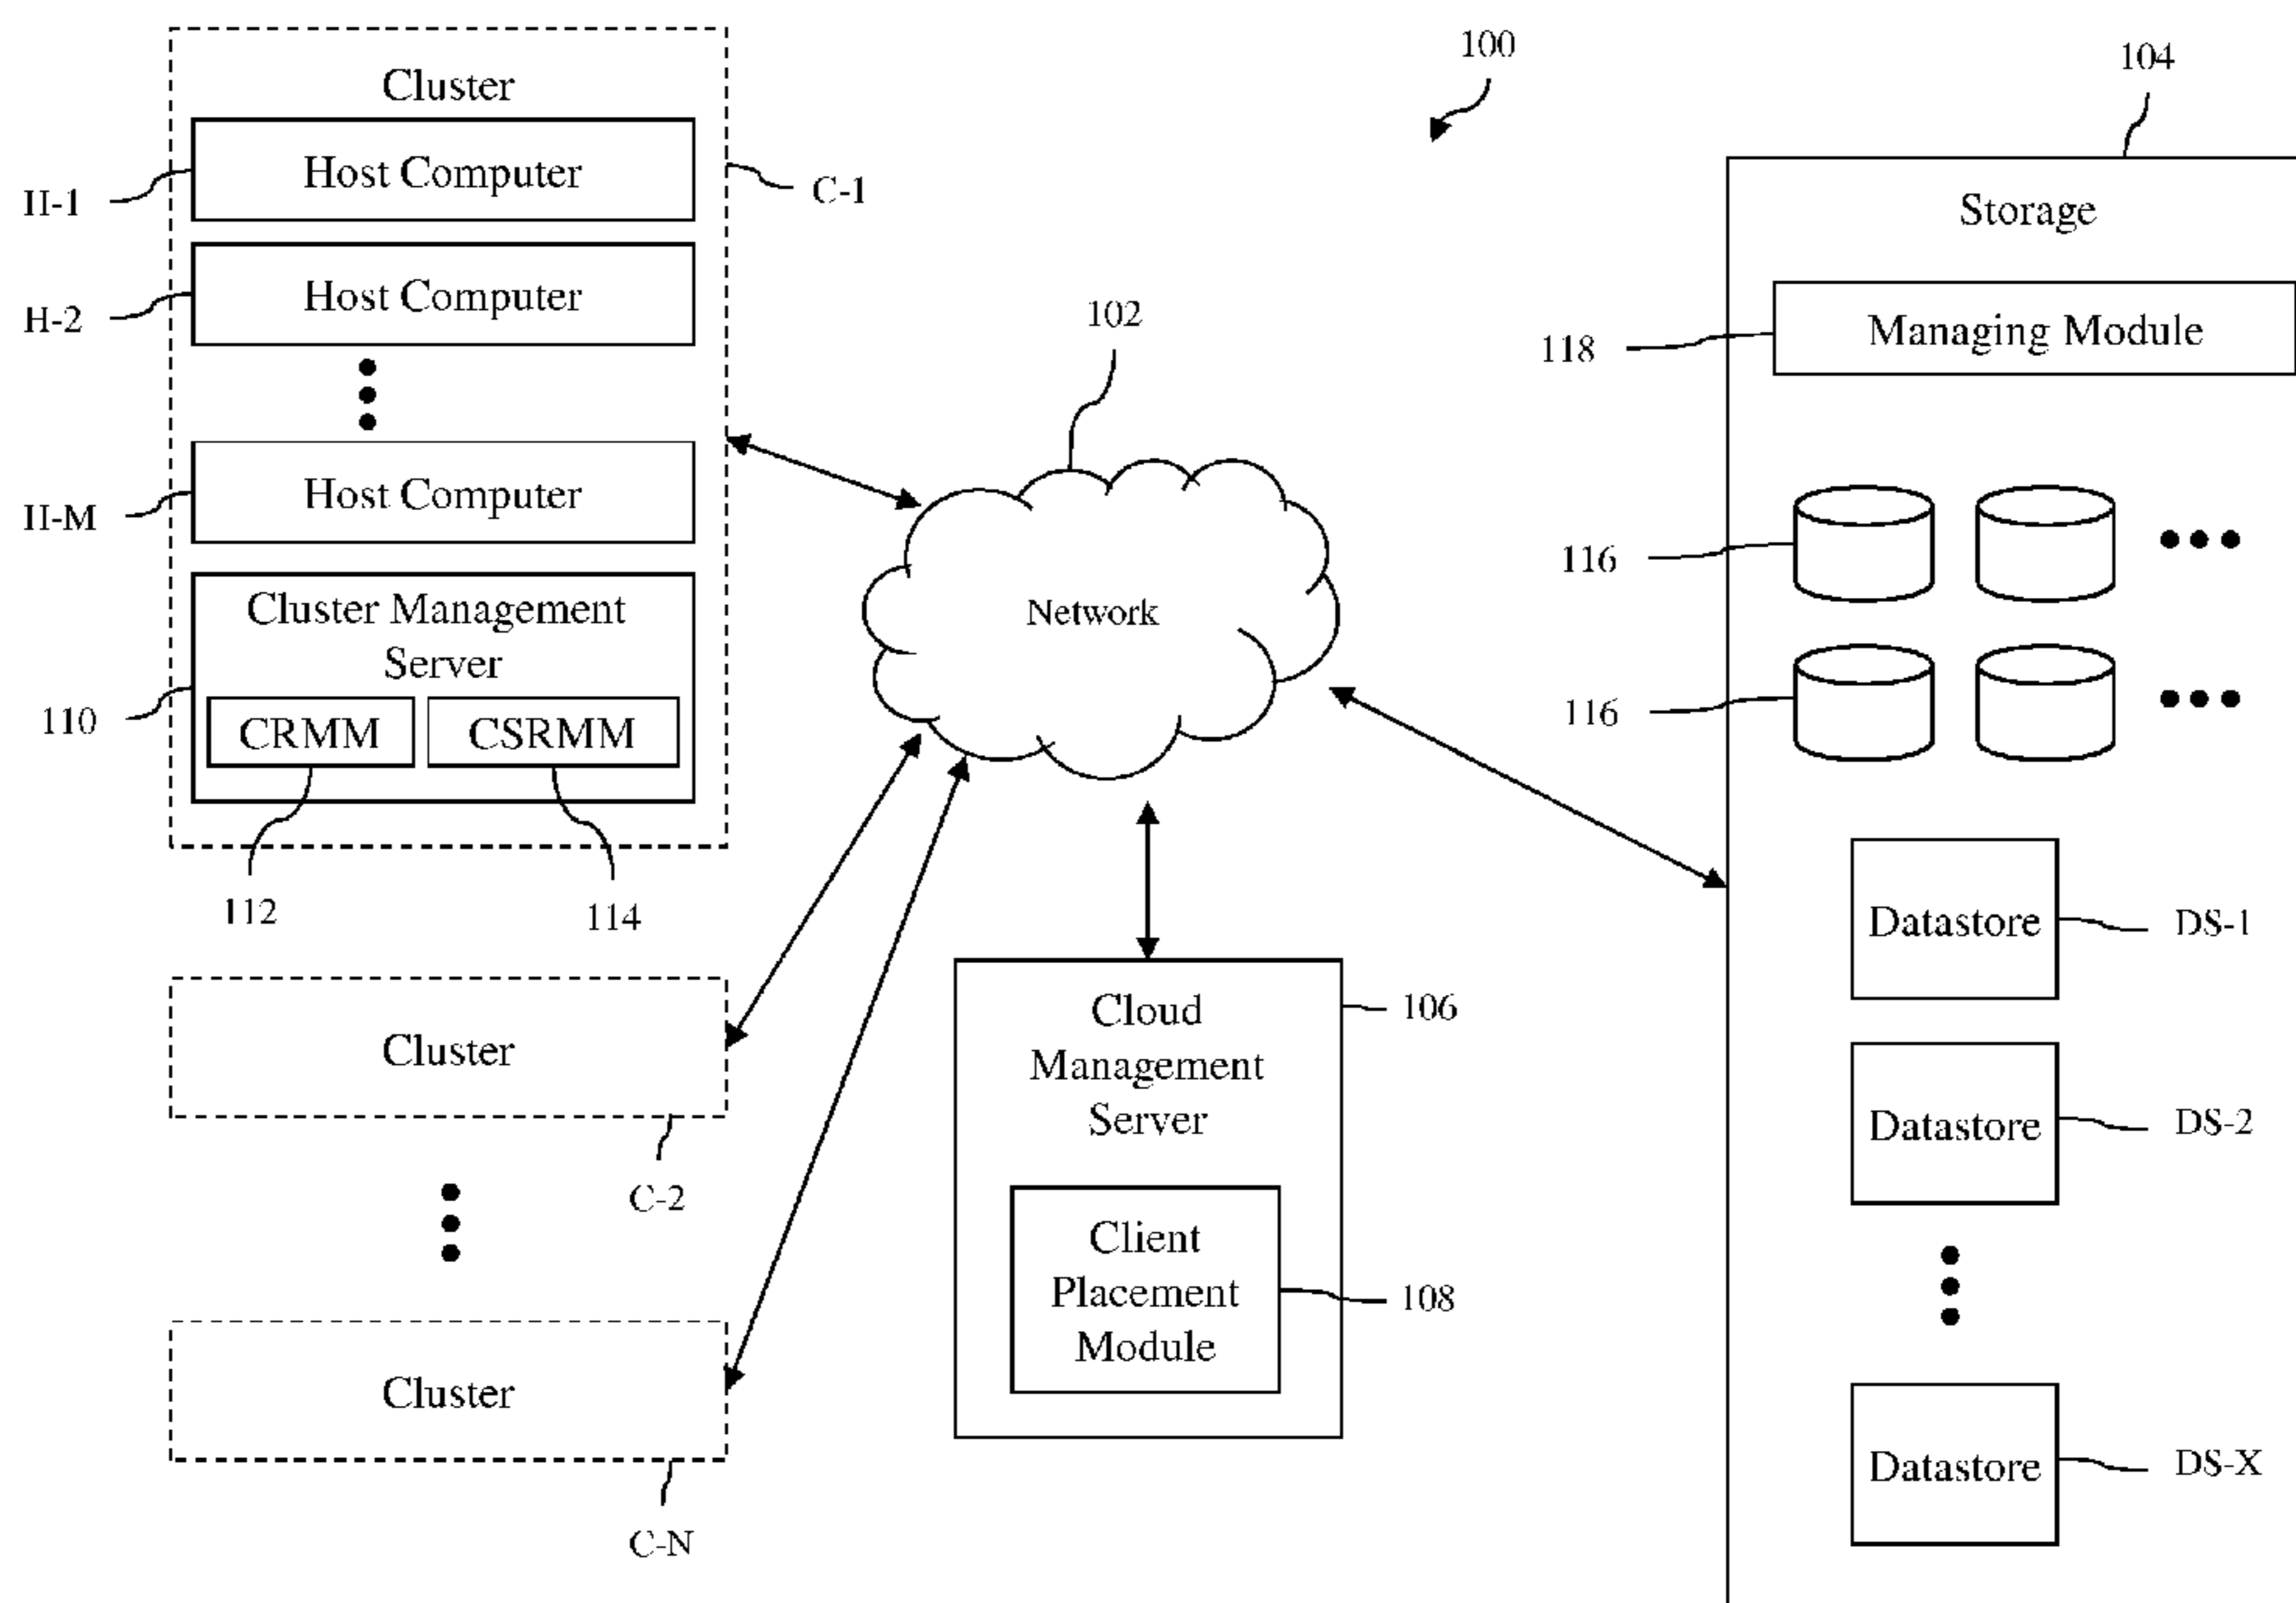 100
104
Cluster
Host Computer
H-1
C-1
Host Computer
H-2
Host Computer
H-M
Cluster Management
Server
110
CRMM
CSRMM
112
114
Cluster
C-2
Cluster
C-N
102
Network
Cloud
Management
Server
106
Client
Placement
Module
108
Storage
Managing Module
118
116
116
Datastore
DS-1
Datastore
DS-2
Datastore
DS-X